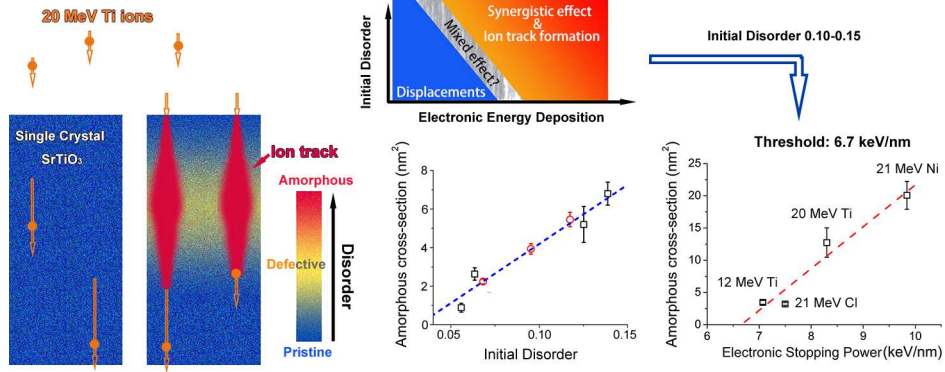 20 MeV Ti ions
Single Crystal
SrTiO₃
Ion track
Amorphous
Defective
Pristine
Disorder
Initial Disorder
Synergistic effect
&
Ion track formation
Mixed effect?
Displacements
Electronic Energy Deposition
Initial Disorder 0.10-0.15
Amorphous cross-section (nm²)
8
6
4
2
0
0.05
0.10
0.15
Initial Disorder
Threshold: 6.7 keV/nm
Amorphous cross-section (nm²)
25
20
15
10
5
0
21 MeV Ni
20 MeV Ti
12 MeV Ti
21 MeV Cl
6
7
8
9
10
Electronic Stopping Power(keV/nm)